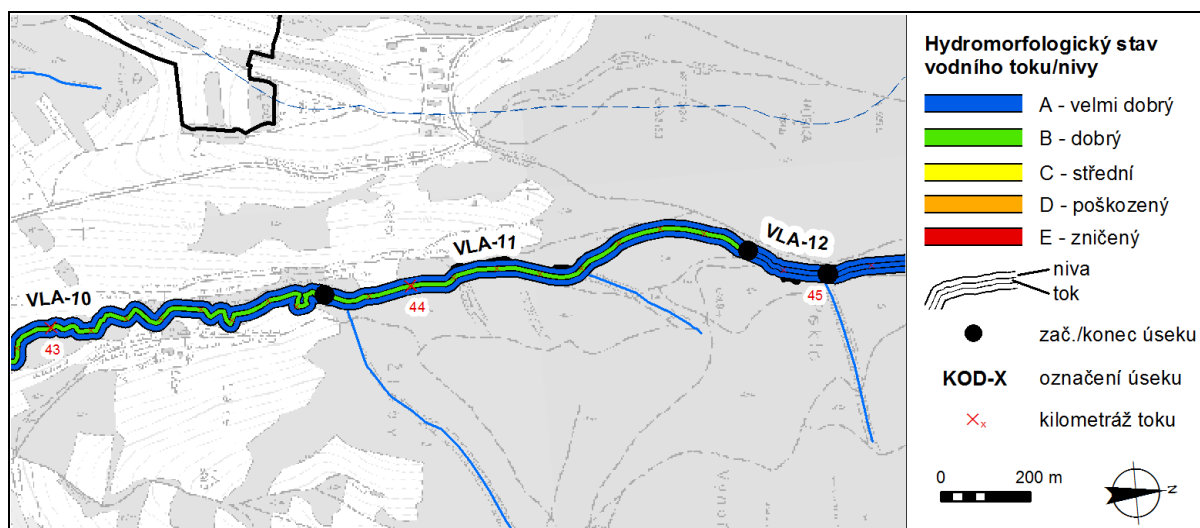 VLA-10
VLA-11
VLA-12
43
44
45
Hydromorfologický stav
vodního toku/nivy
A - velmi dobrý
B - dobrý
C - střední
D - poškozený
E - zničený
niva
tok
zač./konec úseku
KOD-X označení úseku
x kilometráž toku
0 200 m
N